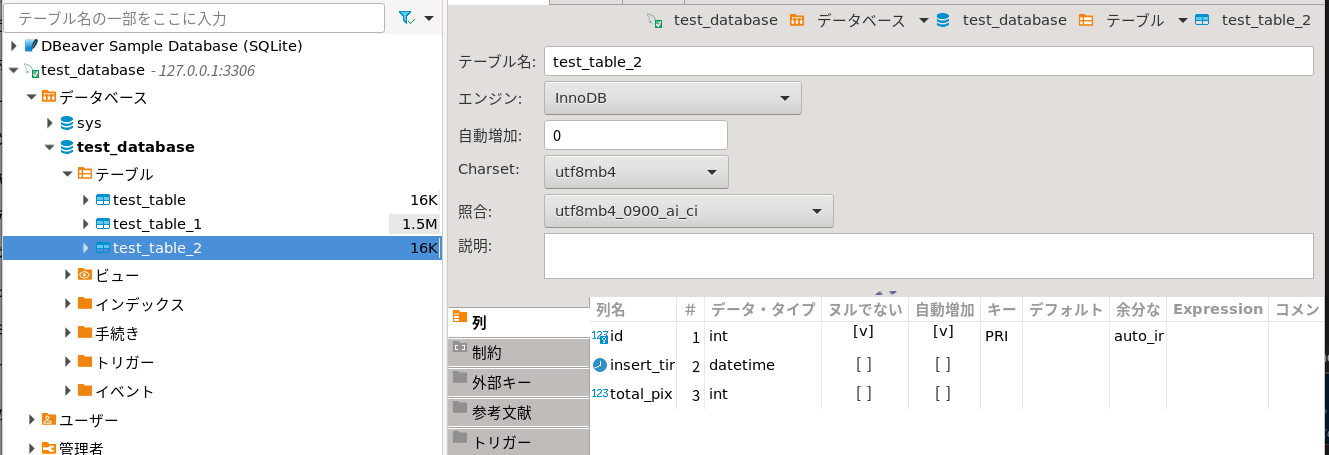 テーブル名の一部をここに入力
DBeaver Sample Database (SQLite)
test_database - 127.0.0.1:3306
データベース
sys
test_database
テーブル
test_table 16K
test_table_1 1.5M
test_table_2 16K
ビュー
インデックス
手続き
トリガー
イベント
ユーザー
管理者
test_database データベース test_database テーブル test_table_2
テーブル名: test_table_2
エンジン: InnoDB
自動増加: 0
Charset: utf8mb4
照合: utf8mb4_0900_ai_ci
説明:
列
制約
外部キー
参考文献
トリガー
列名 # データ・タイプ ヌルでない 自動増加 キー デフォルト 余分な Expression コメン
123 id 1 int [v] [v] PRI auto_ir
insert_tir 2 datetime [ ] [ ]
123 total_pix 3 int [ ] [ ]